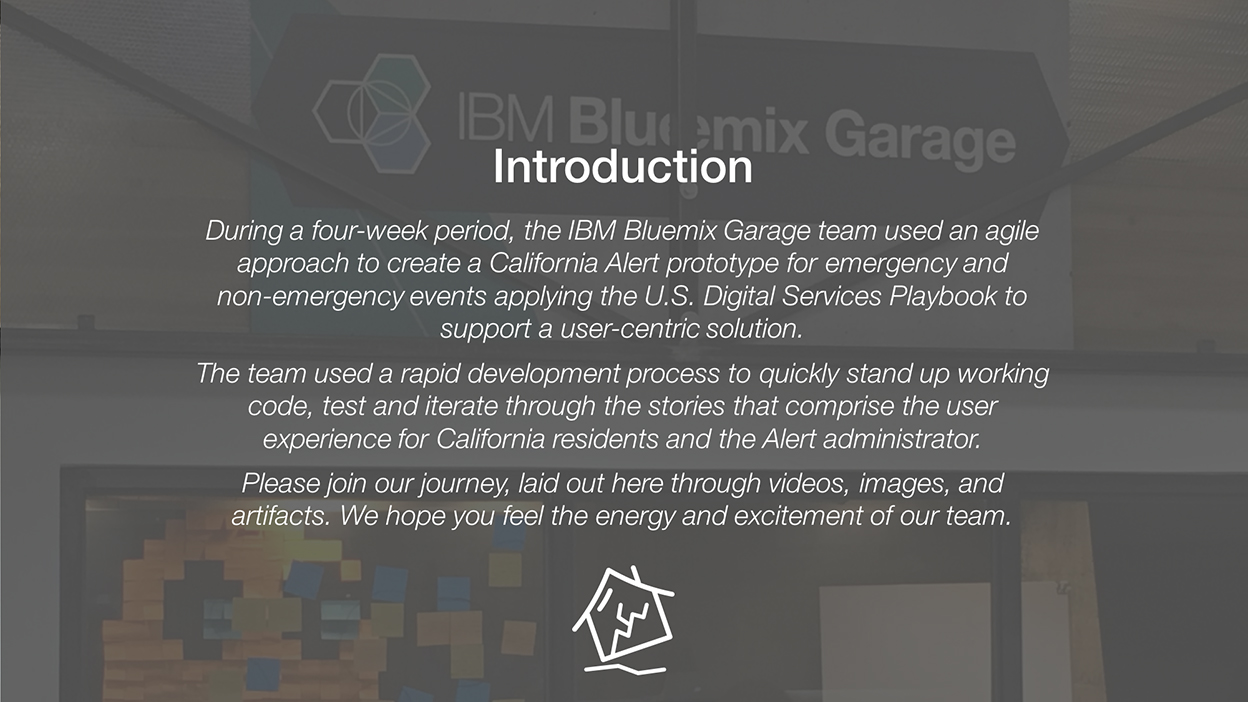 IBM Bluemix Garage
Introduction
During a four-week period, the IBM Bluemix Garage team used an agile
approach to create a California Alert prototype for emergency and
non-emergency events applying the U.S. Digital Services Playbook to
support a user-centric solution.
The team used a rapid development process to quickly stand up working
code, test and iterate through the stories that comprise the user
experience for California residents and the Alert administrator.
Please join our journey, laid out here through videos, images, and
artifacts. We hope you feel the energy and excitement of our team.